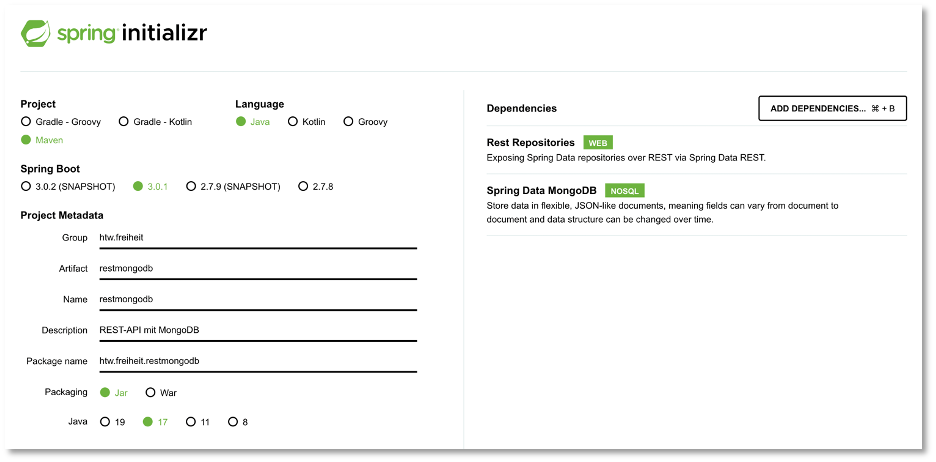 spring initializr
Project
Gradle - Groovy Gradle - Kotlin
Maven
Language
Java Kotlin Groovy
Spring Boot
3.0.2 (SNAPSHOT) 3.0.1 2.7.9 (SNAPSHOT) 2.7.8
Project Metadata
Group htw.freiheit
Artifact restmongodb
Name restmongodb
Description REST-API mit MongoDB
Package name htw.freiheit.restmongodb
Packaging Jar War
Java 19 17 11 8
Dependencies
ADD DEPENDENCIES... ⌘ + B
Rest Repositories WEB
Exposing Spring Data repositories over REST via Spring Data REST.
Spring Data MongoDB NOSQL
Store data in flexible, JSON-like documents, meaning fields can vary from document to
document and data structure can be changed over time.